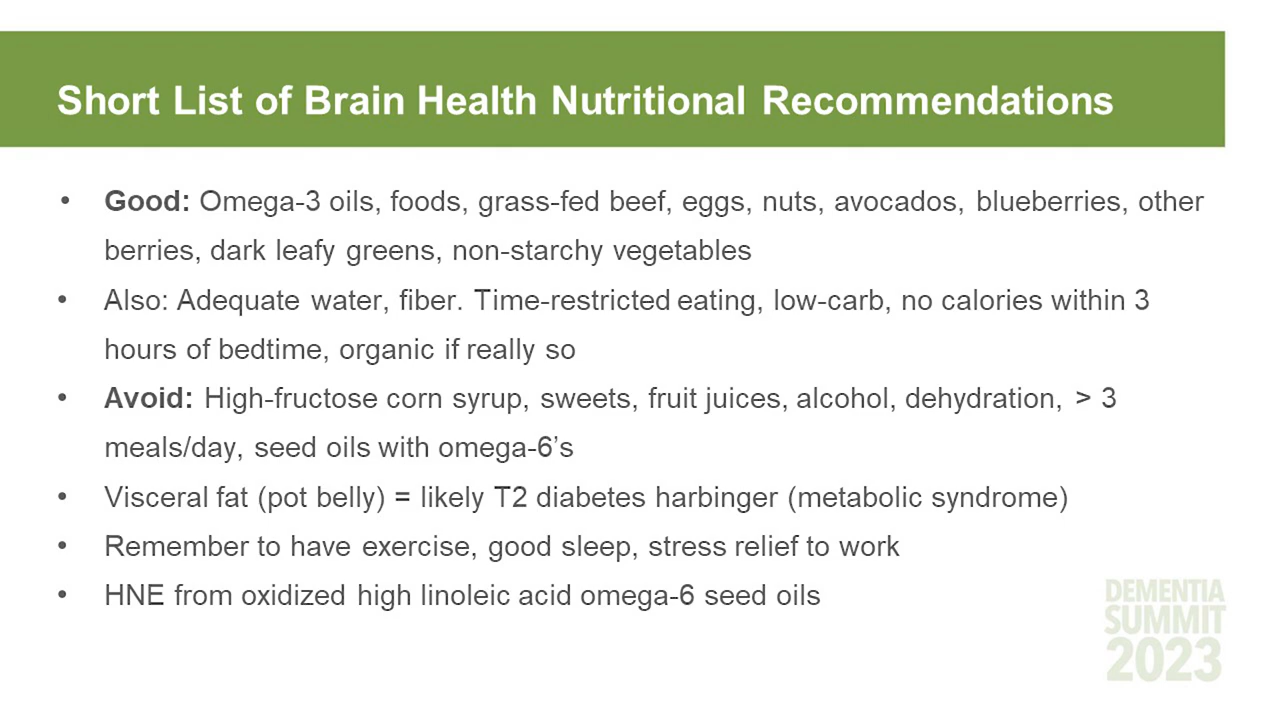 Short List of Brain Health Nutritional Recommendations
• Good: Omega-3 oils, foods, grass-fed beef, eggs, nuts, avocados, blueberries, other
berries, dark leafy greens, non-starchy vegetables
• Also: Adequate water, fiber. Time-restricted eating, low-carb, no calories within 3
hours of bedtime, organic if really so
• Avoid: High-fructose corn syrup, sweets, fruit juices, alcohol, dehydration, > 3
meals/day, seed oils with omega-6’s
• Visceral fat (pot belly) = likely T2 diabetes harbinger (metabolic syndrome)
• Remember to have exercise, good sleep, stress relief to work
• HNE from oxidized high linoleic acid omega-6 seed oils
DEMENTIA
SUMMIT
2023